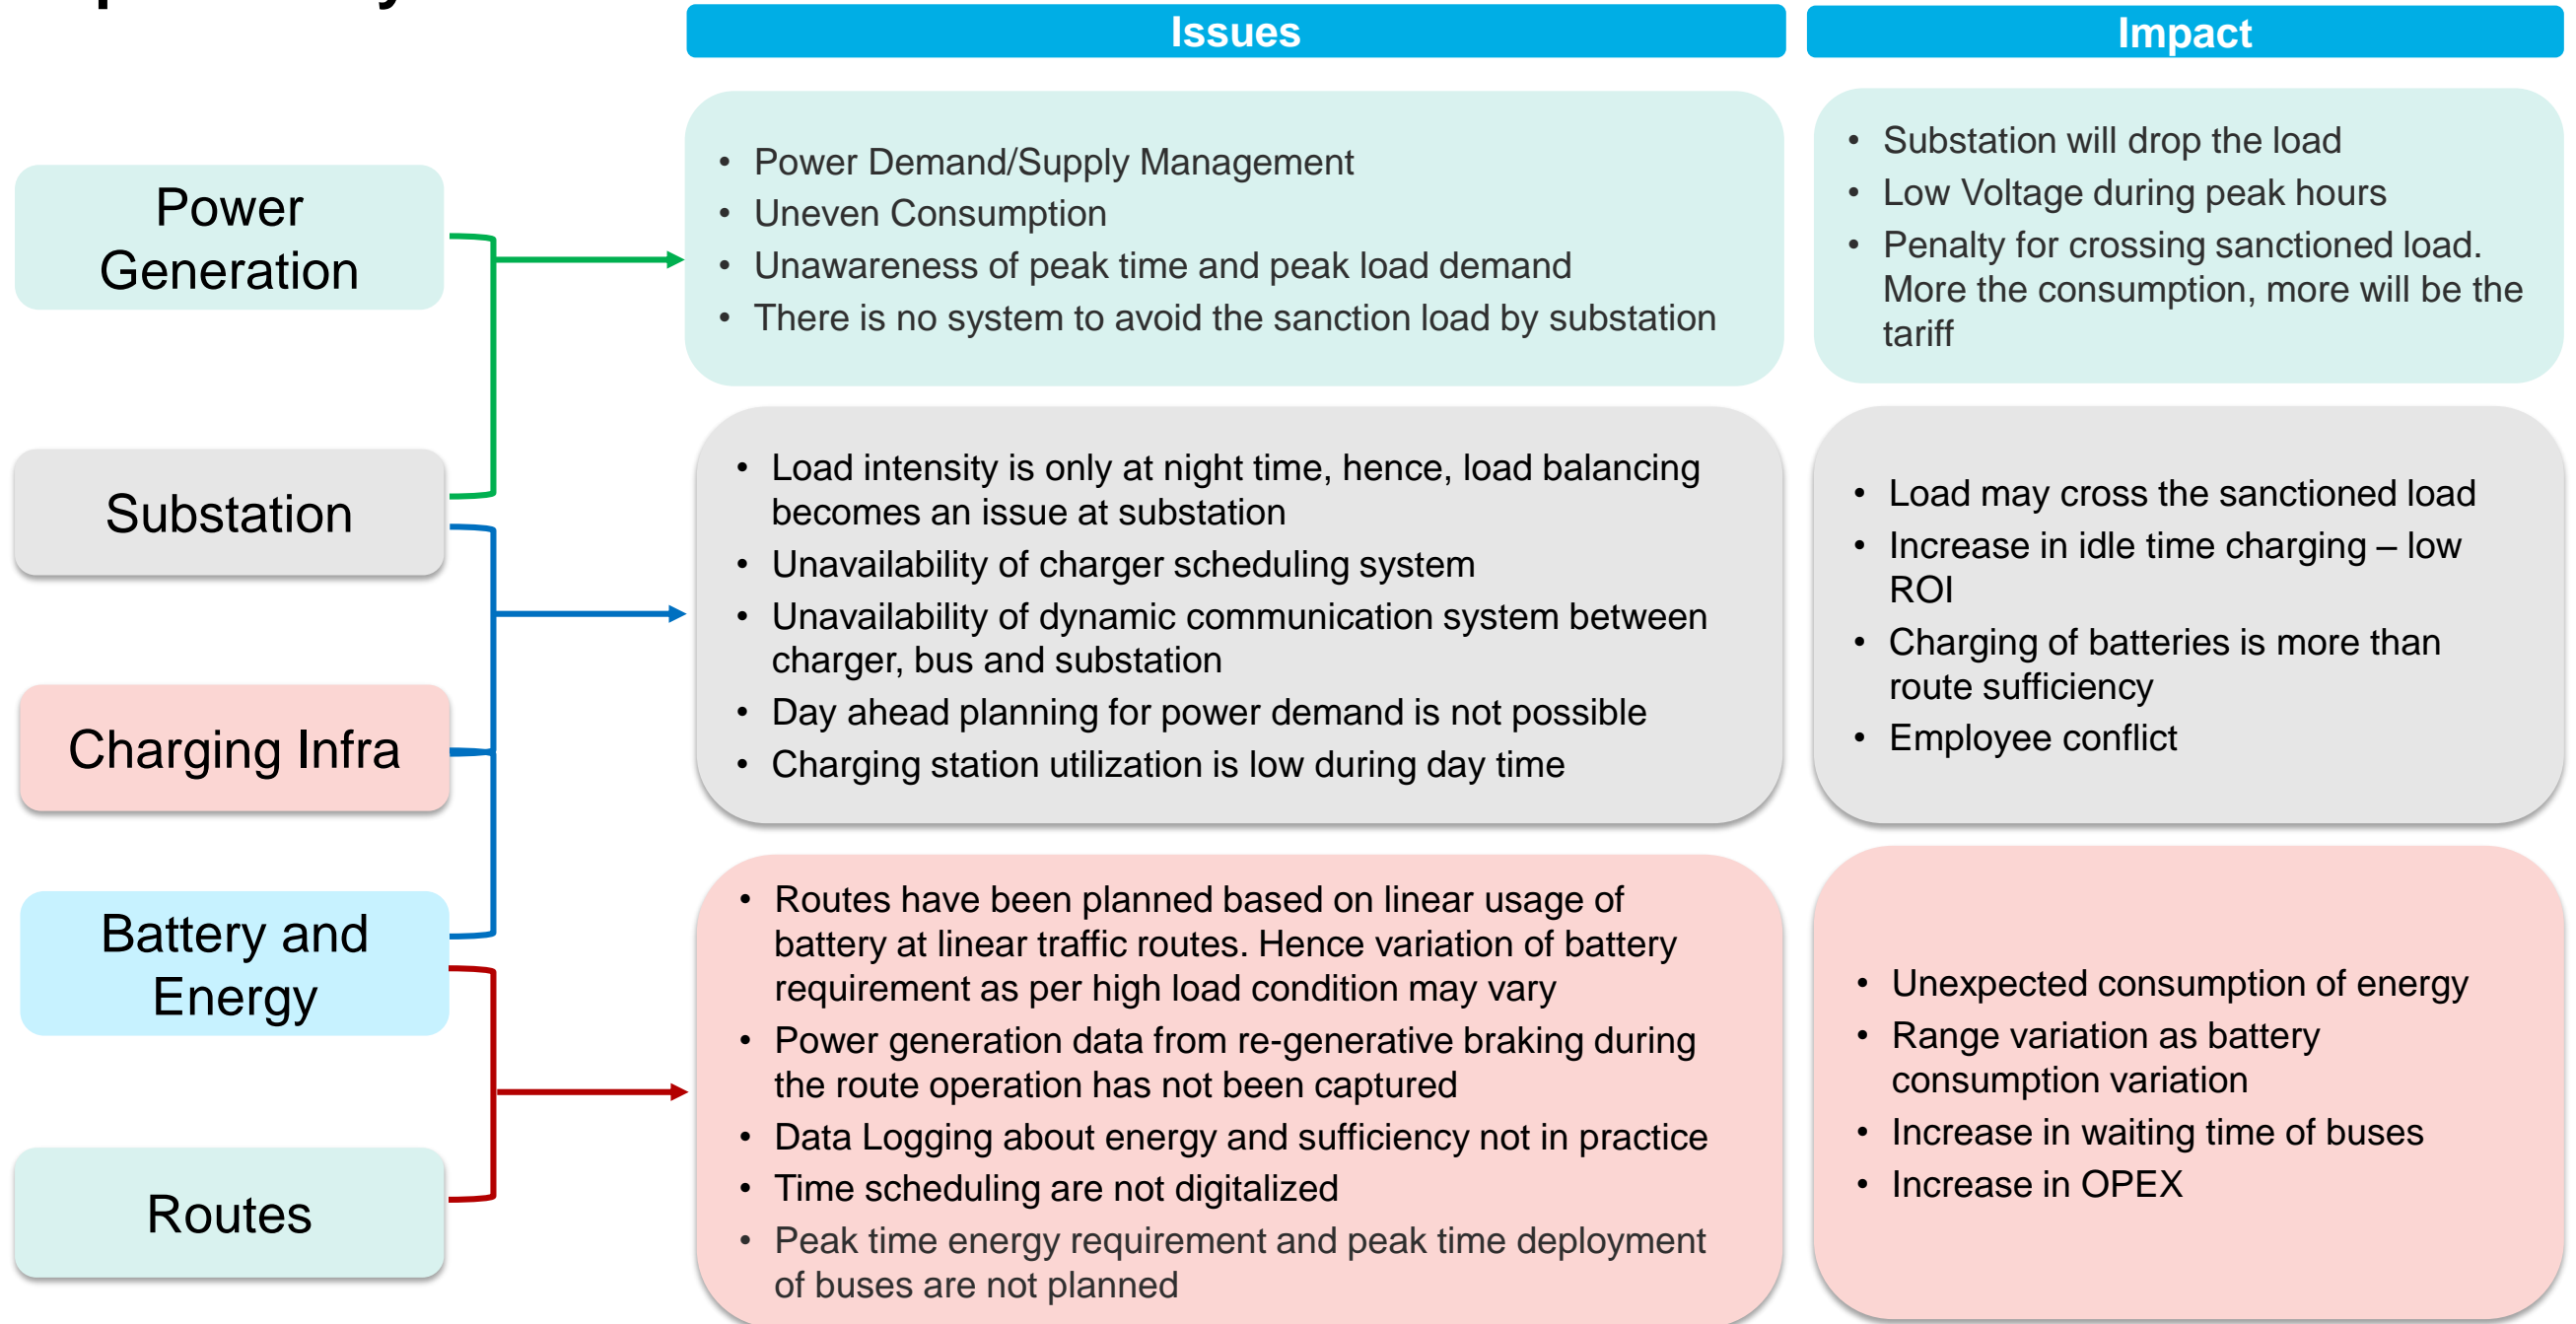 Issues
Impact
Power
Generation
• Power Demand/Supply Management
• Uneven Consumption
• Unawareness of peak time and peak load demand
• There is no system to avoid the sanction load by substation
• Substation will drop the load
• Low Voltage during peak hours
• Penalty for crossing sanctioned load.
More the consumption, more will be the
tariff
Substation
Charging Infra
• Load intensity is only at night time, hence, load balancing
becomes an issue at substation
• Unavailability of charger scheduling system
• Unavailability of dynamic communication system between
charger, bus and substation
• Day ahead planning for power demand is not possible
• Charging station utilization is low during day time
• Load may cross the sanctioned load
• Increase in idle time charging – low
ROI
• Charging of batteries is more than
route sufficiency
• Employee conflict
Battery and
Energy
Routes
• Routes have been planned based on linear usage of
battery at linear traffic routes. Hence variation of battery
requirement as per high load condition may vary
• Power generation data from re-generative braking during
the route operation has not been captured
• Data Logging about energy and sufficiency not in practice
• Time scheduling are not digitalized
• Peak time energy requirement and peak time deployment
of buses are not planned
• Unexpected consumption of energy
• Range variation as battery
consumption variation
• Increase in waiting time of buses
• Increase in OPEX